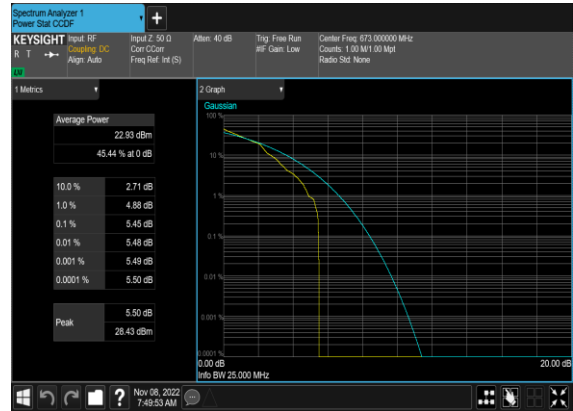 Spectrum Analyzer 1
Power Stat CCDF
KEYSIGHT
R T
LW
Input: RF
Coupling: DC
Align: Auto
Input Z: 50 Ω
Corr CCorr
Freq Ref: Int (S)
Atten: 40 dB
Trig: Free Run
#IF Gain: Low
Center Freq: 673.000000 MHz
Counts: 1.00 M/1.00 Mpt
Radio Std: None
1 Metrics
Average Power
22.93 dBm
45.44 % at 0 dB
10.0 % 2.71 dB
1.0 % 4.88 dB
0.1 % 5.45 dB
0.01 % 5.48 dB
0.001 % 5.49 dB
0.0001 % 5.50 dB
Peak 5.50 dB
28.43 dBm
2 Graph
Gaussian
100 %
10 %
1 %
0.1 %
0.01 %
0.001 %
0.0001 %
0.00 dB 20.00 dB
Info BW 25.000 MHz
?
Nov 08, 2022
7:49:53 AM